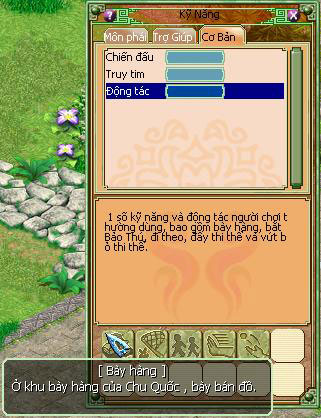 Kỹ Năng
Môn phái Trợ Giúp Cơ Bản
Chiến đấu
Truy tìm
Động tác
1 số kỹ năng và động tác người chơi t
hường dùng, bao gồm bày hàng, bắt
Bảo Thú, đi theo, đẩy thi thể và vứt b
ỏ thi thể.
[ Bày hàng ]
Ở khu bày hàng của Chu Quốc , bày bán đồ.